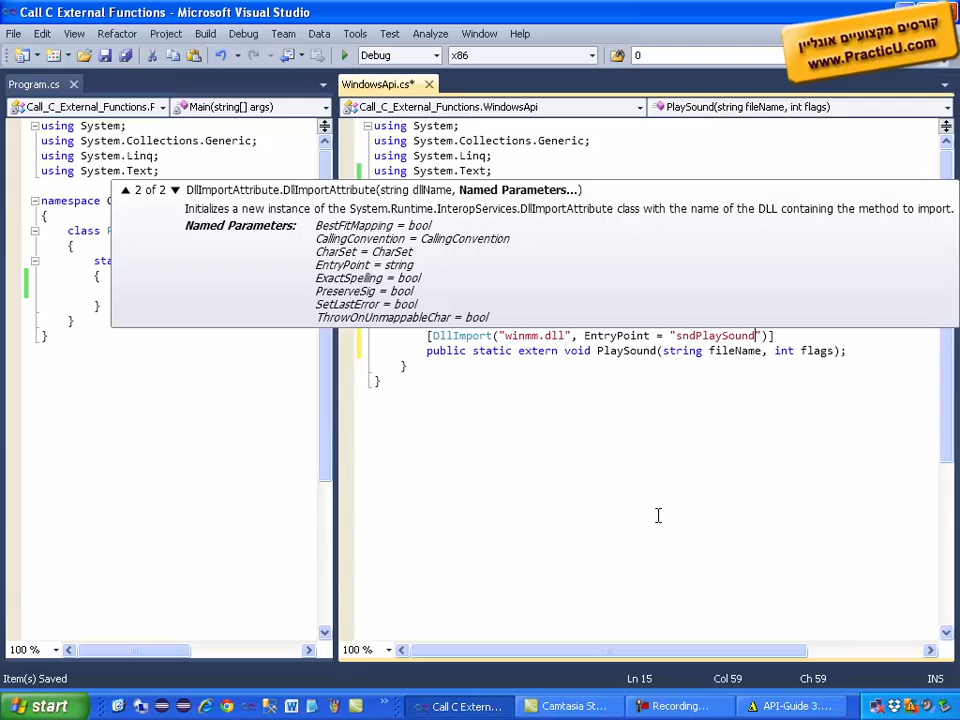 Call C External Functions - Microsoft Visual Studio
קורסים מקצועיים אונליין
www.PracticU.com
File Edit View Refactor Project Build Debug Team Data Tools Test Analyze Window Help
Debug x86 0
Program.cs
WindowsApi.cs*
Call_C_External_Functions.F Main(string[] args)
Call_C_External_Functions.WindowsApi PlaySound(string fileName, int flags)
using System;
using System.Collections.Generic;
using System.Linq;
using System.Text;
using System;
using System.Collections.Generic;
using System.Linq;
using System.Text;
2 of 2 DllImportAttribute.DllImportAttribute(string dllName, Named Parameters...)
Initializes a new instance of the System.Runtime.InteropServices.DllImportAttribute class with the name of the DLL containing the method to import.
Named Parameters: BestFitMapping = bool
CallingConvention = CallingConvention
CharSet = CharSet
EntryPoint = string
ExactSpelling = bool
PreserveSig = bool
SetLastError = bool
ThrowOnUnmappableChar = bool
namespace
{
class
{
sta
{
}
}
}
[DllImport("winmm.dll", EntryPoint = "sndPlaySound")]
public static extern void PlaySound(string fileName, int flags);
}
}
100 %
100 %
Item(s) Saved Ln 15 Col 59 Ch 59 INS
start Call C Extern... Camtasia St... Recording... API-Guide 3....